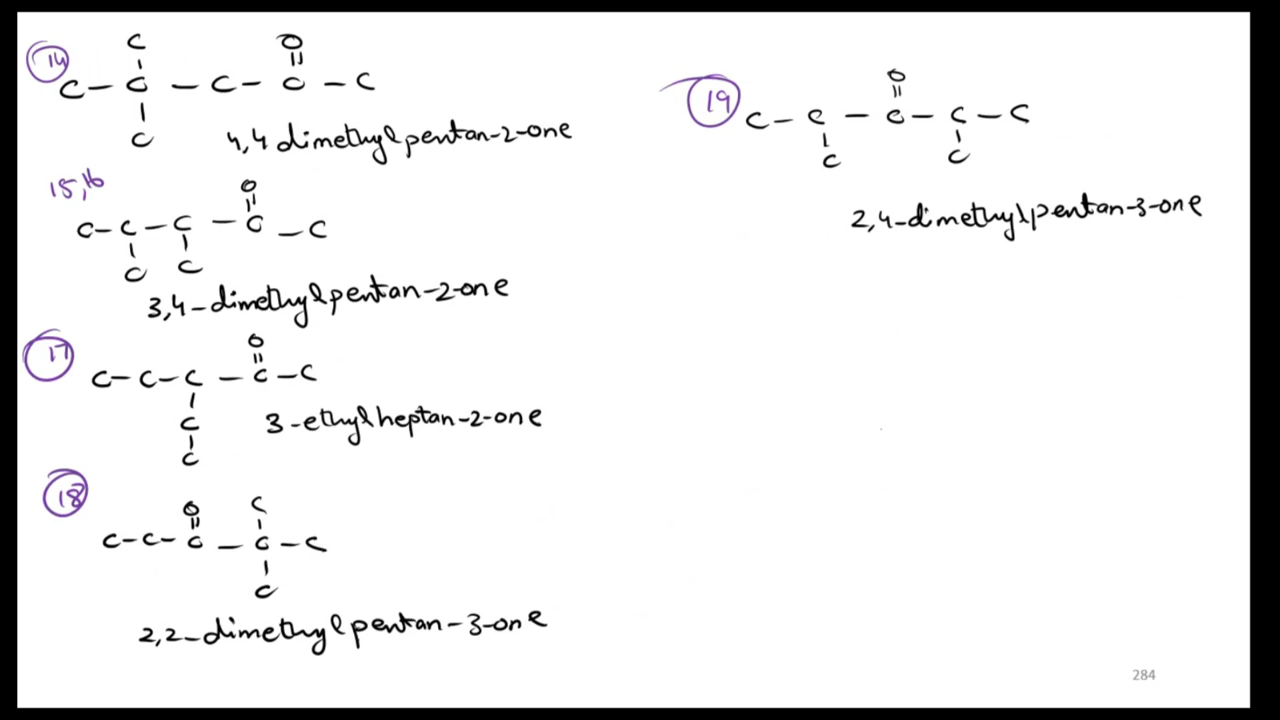 14
C
O
C – C – C – C – C
C
4,4 dimethylpentan-2-one
15,16
O
C – C – C – C – C
C C
3,4-dimethylpentan-2-one
17
O
C – C – C – C – C
C
C
3-ethylheptan-2-one
18
O C
C – C – C – C – C
C
2,2-dimethylpentan-3-one
19
O
C – C – C – C – C
C C
2,4-dimethylpentan-3-one
284